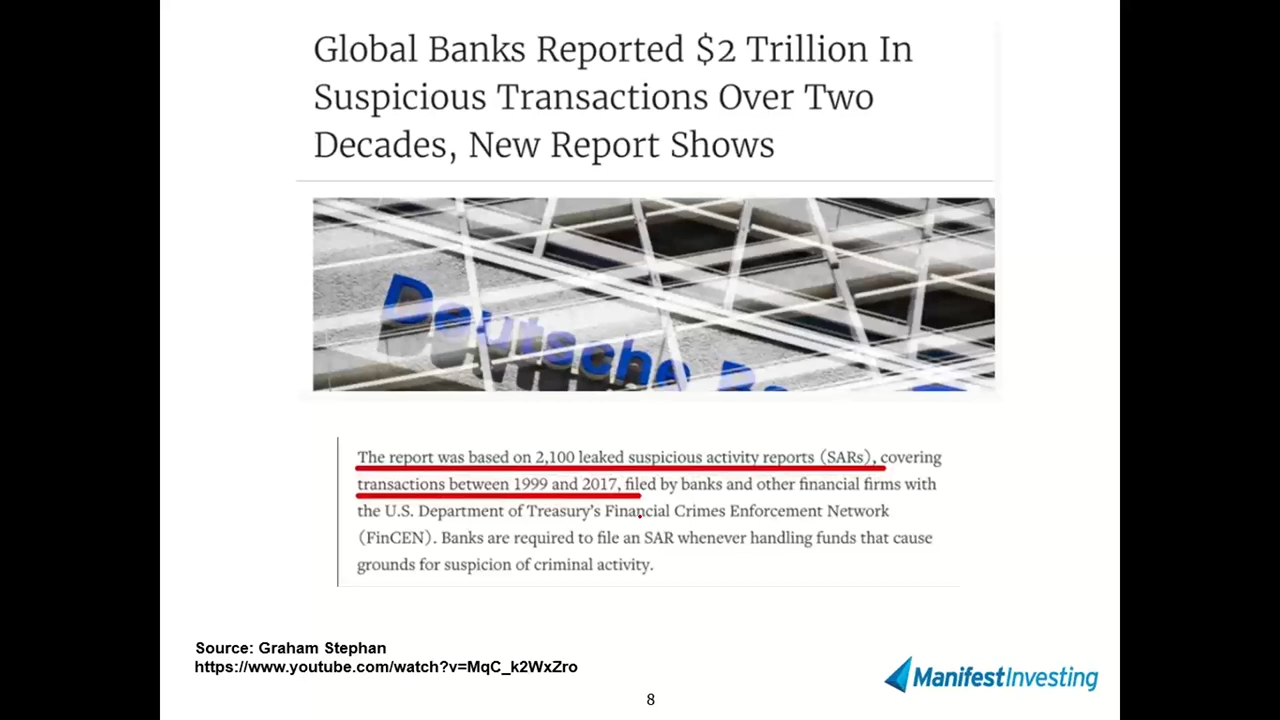 Global Banks Reported $2 Trillion In
Suspicious Transactions Over Two
Decades, New Report Shows
Deutsche
The report was based on 2,100 leaked suspicious activity reports (SARs), covering
transactions between 1999 and 2017, filed by banks and other financial firms with
the U.S. Department of Treasury’s Financial Crimes Enforcement Network
(FinCEN). Banks are required to file an SAR whenever handling funds that cause
grounds for suspicion of criminal activity.
Source: Graham Stephan
https://www.youtube.com/watch?v=MqC_k2WxZro
ManifestInvesting
8